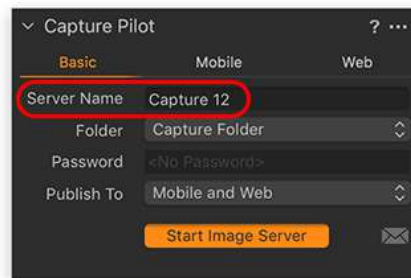 Capture Pilot ? ...
Basic Mobile Web
Server Name Capture 12
Folder Capture Folder
Password <No Password>
Publish To Mobile and Web
Start Image Server